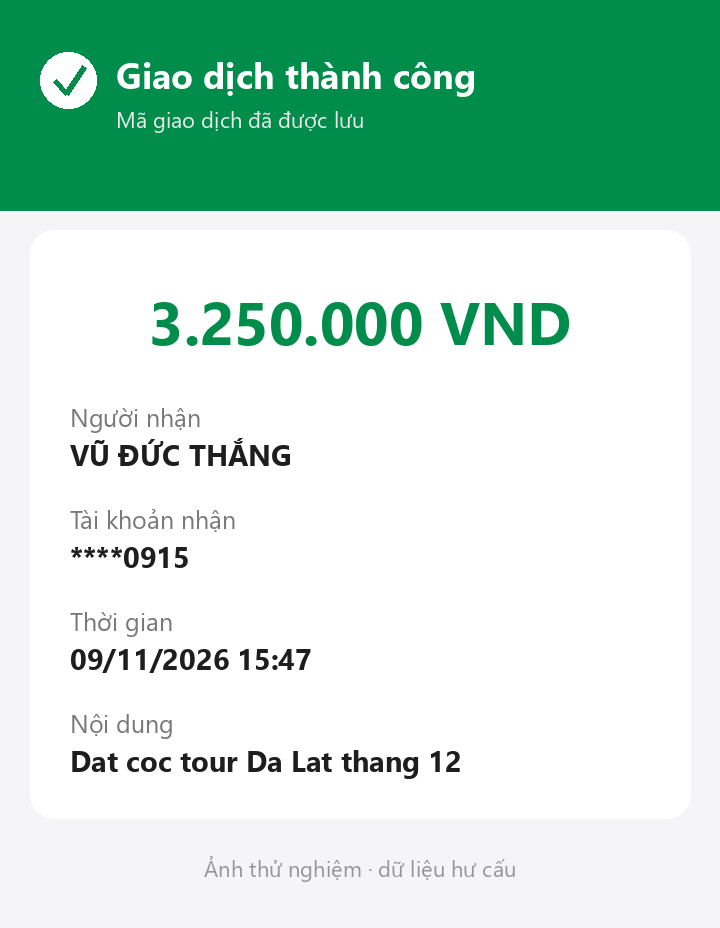 Giao dịch thành công
Mã giao dịch đã được lưu
3.250.000 VND
Người nhận
VŨ ĐỨC THẮNG
Tài khoản nhận
****0915
Thời gian
09/11/2026 15:47
Nội dung
Dat coc tour Da Lat thang 12
Ảnh thử nghiệm · dữ liệu hư cấu